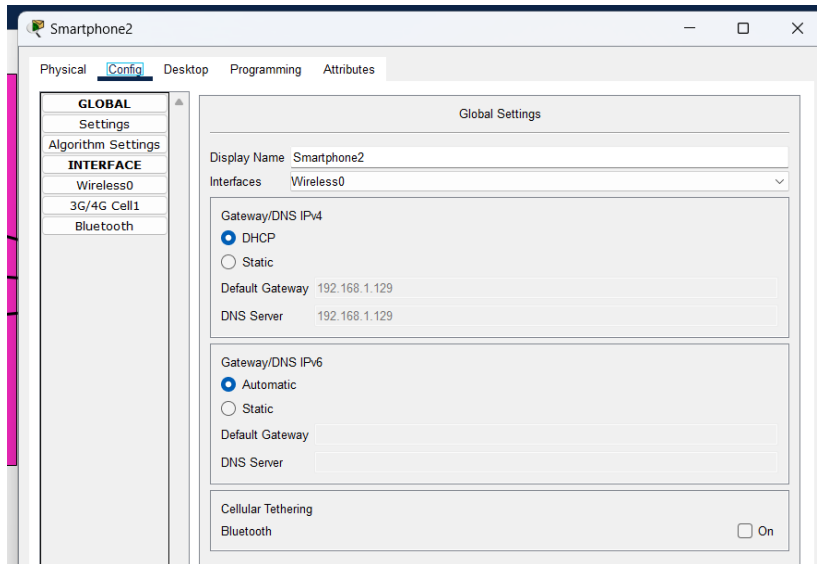 Smartphone2
Physical Config Desktop Programming Attributes
GLOBAL
Settings
Algorithm Settings
INTERFACE
Wireless0
3G/4G Cell1
Bluetooth
Global Settings
Display Name Smartphone2
Interfaces Wireless0
Gateway/DNS IPv4
DHCP
Static
Default Gateway 192.168.1.129
DNS Server 192.168.1.129
Gateway/DNS IPv6
Automatic
Static
Default Gateway
DNS Server
Cellular Tethering
Bluetooth On